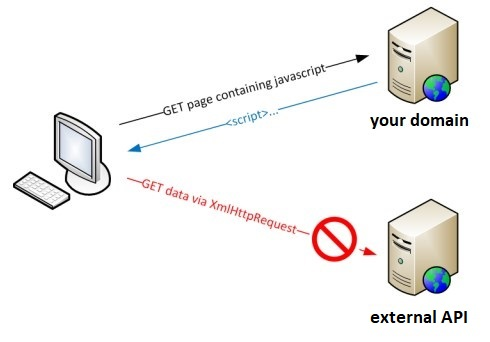 GET page containing javascript
<script>...
your domain
GET data via XmlHttpRequest
external API